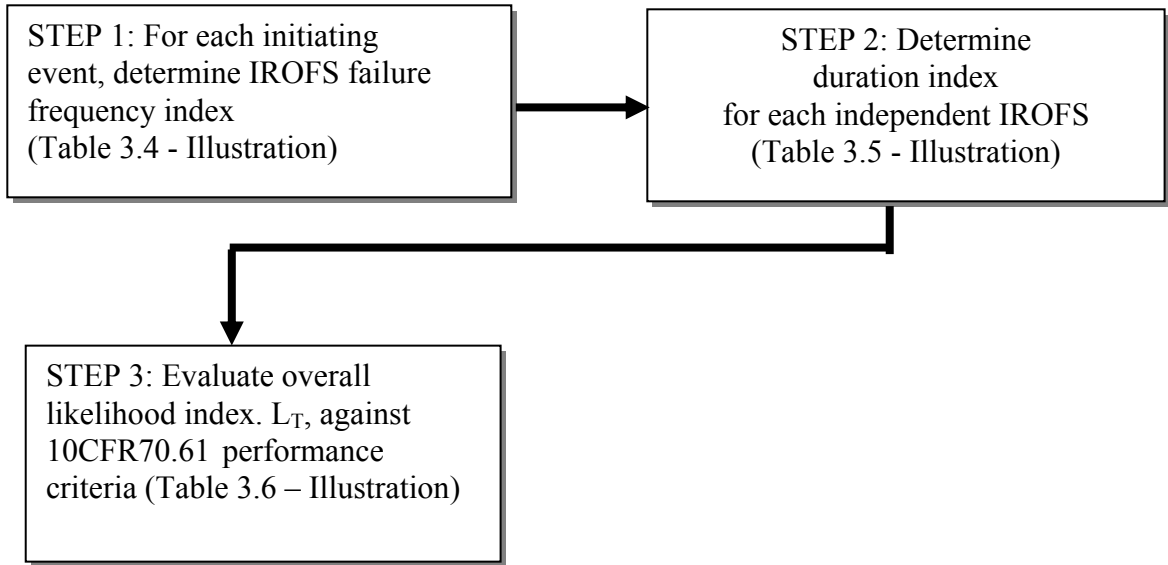 STEP 1: For each initiating
event, determine IROFS failure
frequency index
(Table 3.4 - Illustration)
STEP 2: Determine
duration index
for each independent IROFS
(Table 3.5 - Illustration)
STEP 3: Evaluate overall
likelihood index. L_T, against
10CFR70.61 performance
criteria (Table 3.6 – Illustration)